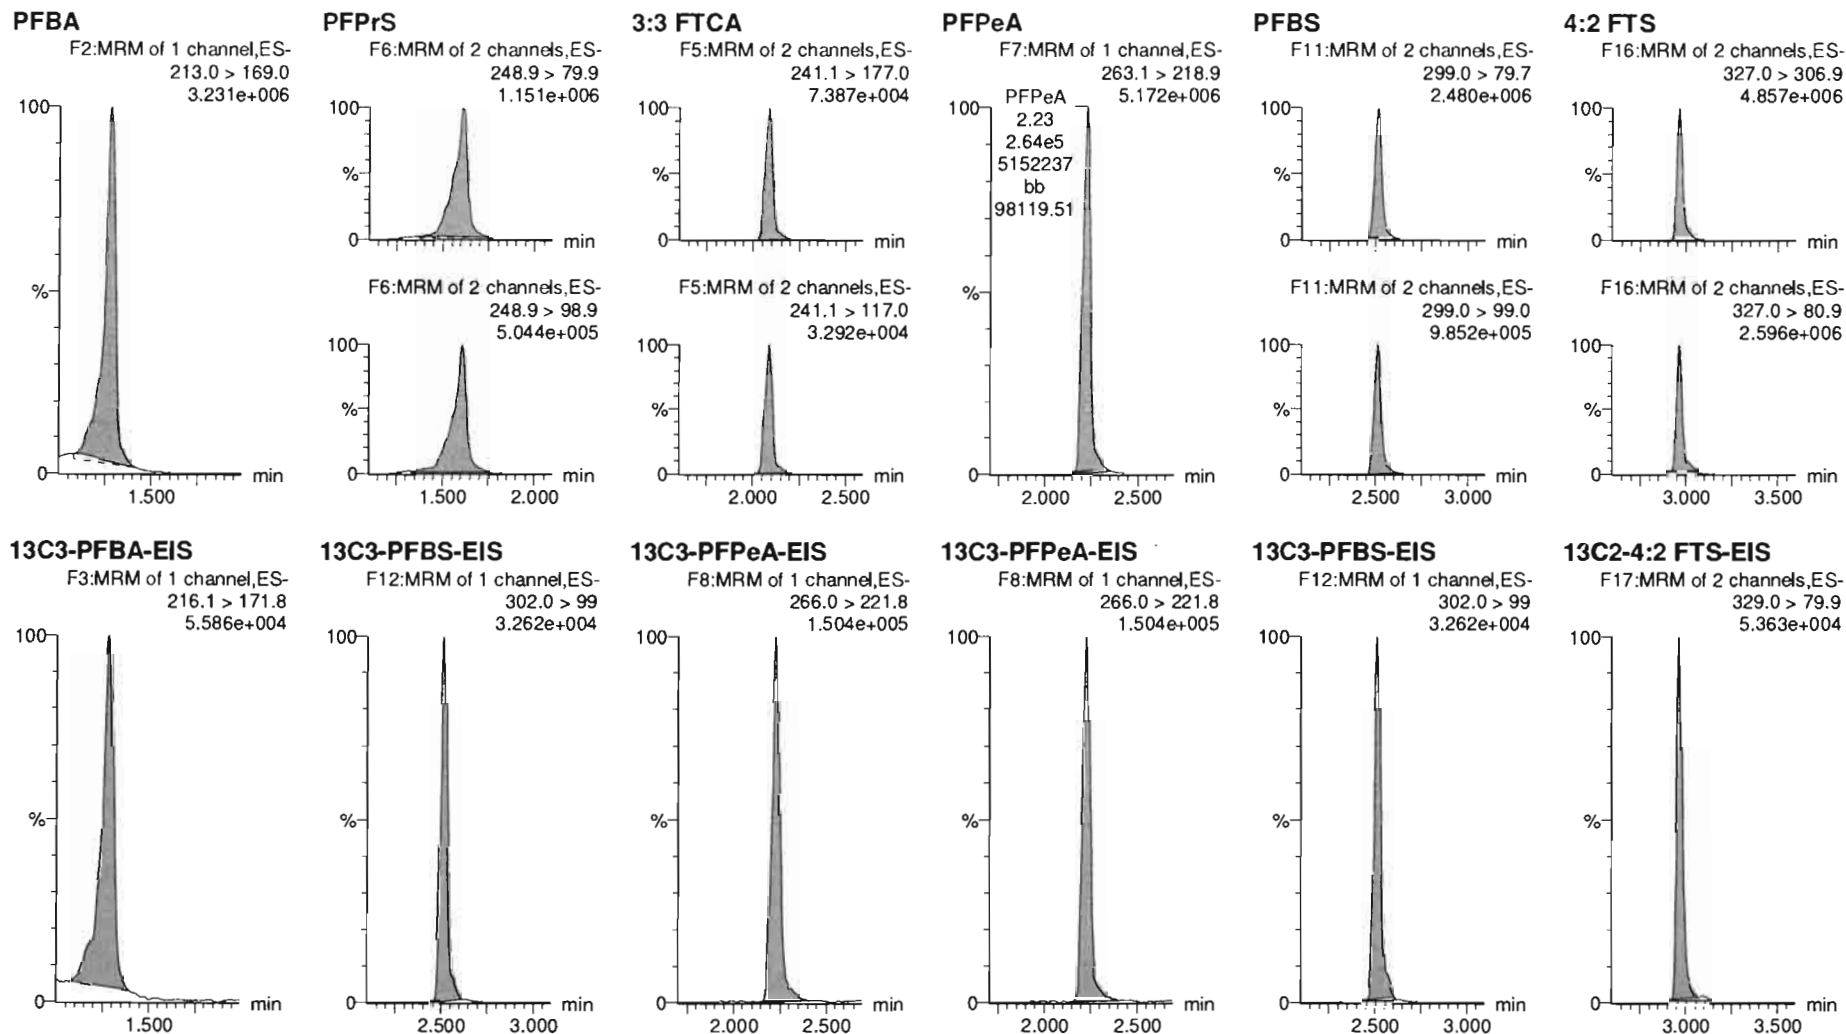 PFBA
F2:MRM of 1 channel,ES-
213.0 > 169.0
3.231e+006
100
%
0
min
1.500
PFPrS
F6:MRM of 2 channels,ES-
248.9 > 79.9
1.151e+006
100
%
0
min
F6:MRM of 2 channels,ES-
248.9 > 98.9
5.044e+005
100
%
0
min
1.500 2.000
3:3 FTCA
F5:MRM of 2 channels,ES-
241.1 > 177.0
7.387e+004
100
%
0
min
F5:MRM of 2 channels,ES-
241.1 > 117.0
3.292e+004
100
%
0
min
2.000 2.500
PFPeA
F7:MRM of 1 channel,ES-
263.1 > 218.9
5.172e+006
PFPeA
2.23
2.64e5
5152237
bb
98119.51
100
%
0
min
2.000 2.500
PFBS
F11:MRM of 2 channels,ES-
299.0 > 79.7
2.480e+006
100
%
0
min
F11:MRM of 2 channels,ES-
299.0 > 99.0
9.852e+005
100
%
0
min
2.500 3.000
4:2 FTS
F16:MRM of 2 channels,ES-
327.0 > 306.9
4.857e+006
100
%
0
min
F16:MRM of 2 channels,ES-
327.0 > 80.9
2.596e+006
100
%
0
min
3.000 3.500
13C3-PFBA-EIS
F3:MRM of 1 channel,ES-
216.1 > 171.8
5.586e+004
100
%
0
min
1.500
13C3-PFBS-EIS
F12:MRM of 1 channel,ES-
302.0 > 99
3.262e+004
100
%
0
min
2.500 3.000
13C3-PFPeA-EIS
F8:MRM of 1 channel,ES-
266.0 > 221.8
1.504e+005
100
%
0
min
2.000 2.500
13C3-PFPeA-EIS
F8:MRM of 1 channel,ES-
266.0 > 221.8
1.504e+005
100
%
0
min
2.000 2.500
13C3-PFBS-EIS
F12:MRM of 1 channel,ES-
302.0 > 99
3.262e+004
100
%
0
min
2.500 3.000
13C2-4:2 FTS-EIS
F17:MRM of 2 channels,ES-
329.0 > 79.9
5.363e+004
100
%
0
min
3.000 3.500